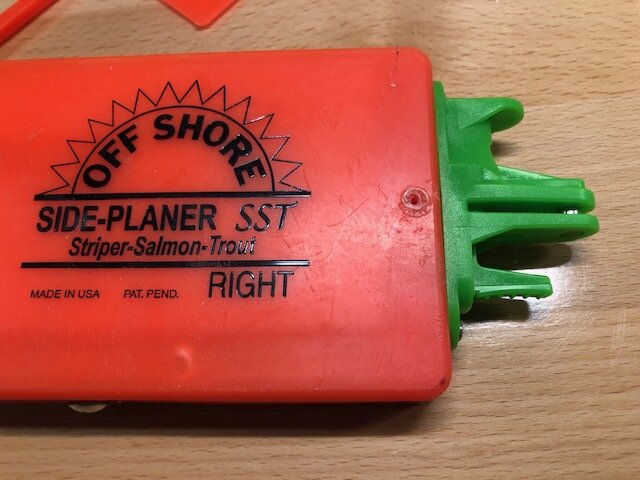 OFF SHORE
SIDE-PLANER SST
Striper-Salmon-Trout
RIGHT
MADE IN USA PAT. PEND.